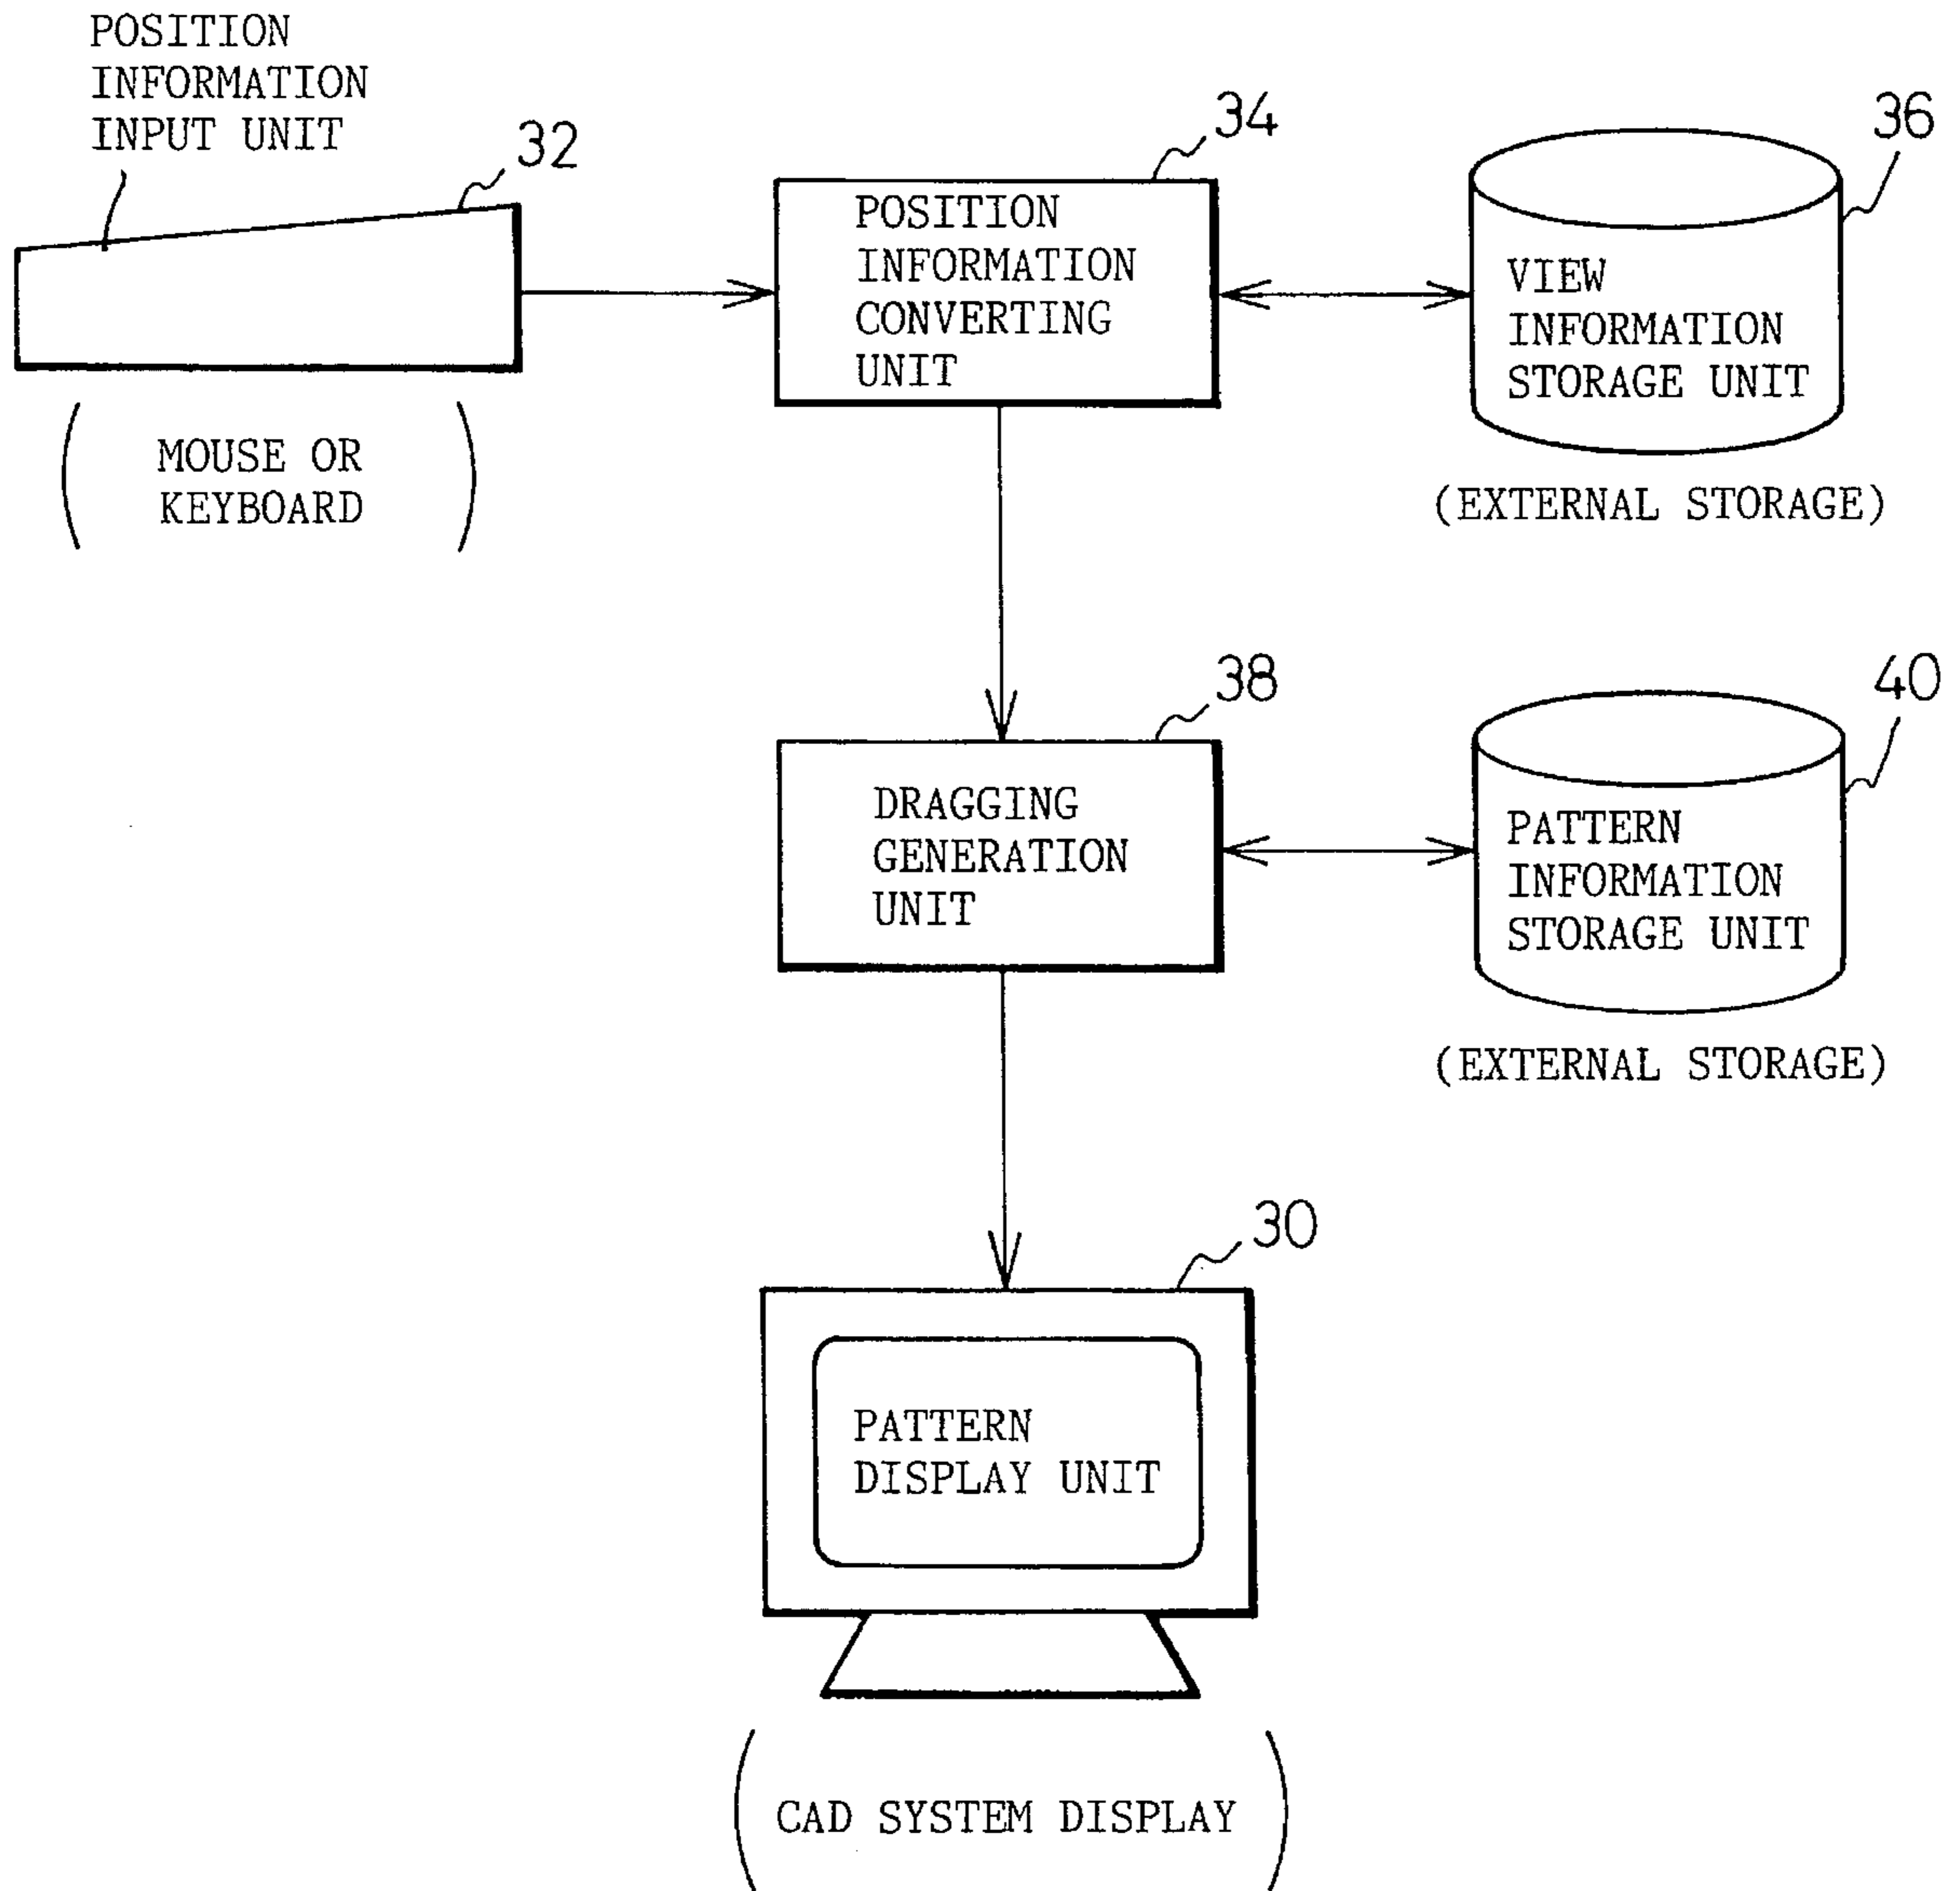 POSITION
INFORMATION
INPUT UNIT
32
34
36
POSITION
INFORMATION
CONVERTING
UNIT
VIEW
INFORMATION
STORAGE UNIT
MOUSE OR
KEYBOARD
(EXTERNAL STORAGE)
38
40
DRAGGING
GENERATION
UNIT
PATTERN
INFORMATION
STORAGE UNIT
(EXTERNAL STORAGE)
30
PATTERN
DISPLAY UNIT
CAD SYSTEM DISPLAY